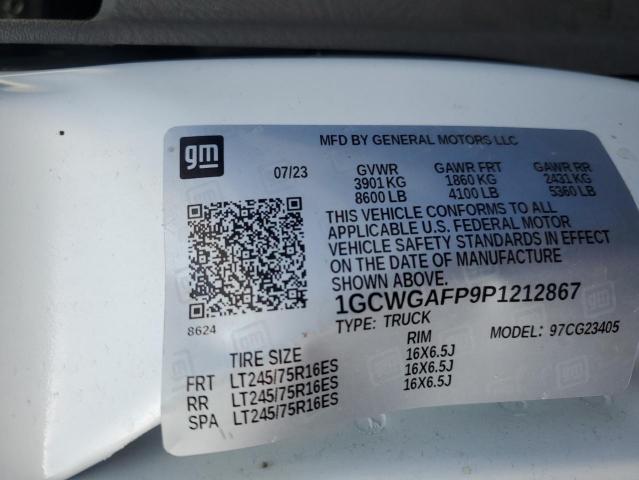 gm
MFD BY GENERAL MOTORS LLC
07/23 GVWR GAWR FRT GAWR RR
3901 KG 1860 KG 2431 KG
8600 LB 4100 LB 5360 LB
THIS VEHICLE CONFORMS TO ALL
APPLICABLE U.S. FEDERAL MOTOR
VEHICLE SAFETY STANDARDS IN EFFECT
ON THE DATE OF MANUFACTURE
SHOWN ABOVE.
1GCWGAFP9P1212867
8624
TYPE: TRUCK MODEL: 97CG23405
TIRE SIZE RIM
FRT LT245/75R16ES 16X6.5J
RR LT245/75R16ES 16X6.5J
SPA LT245/75R16ES 16X6.5J